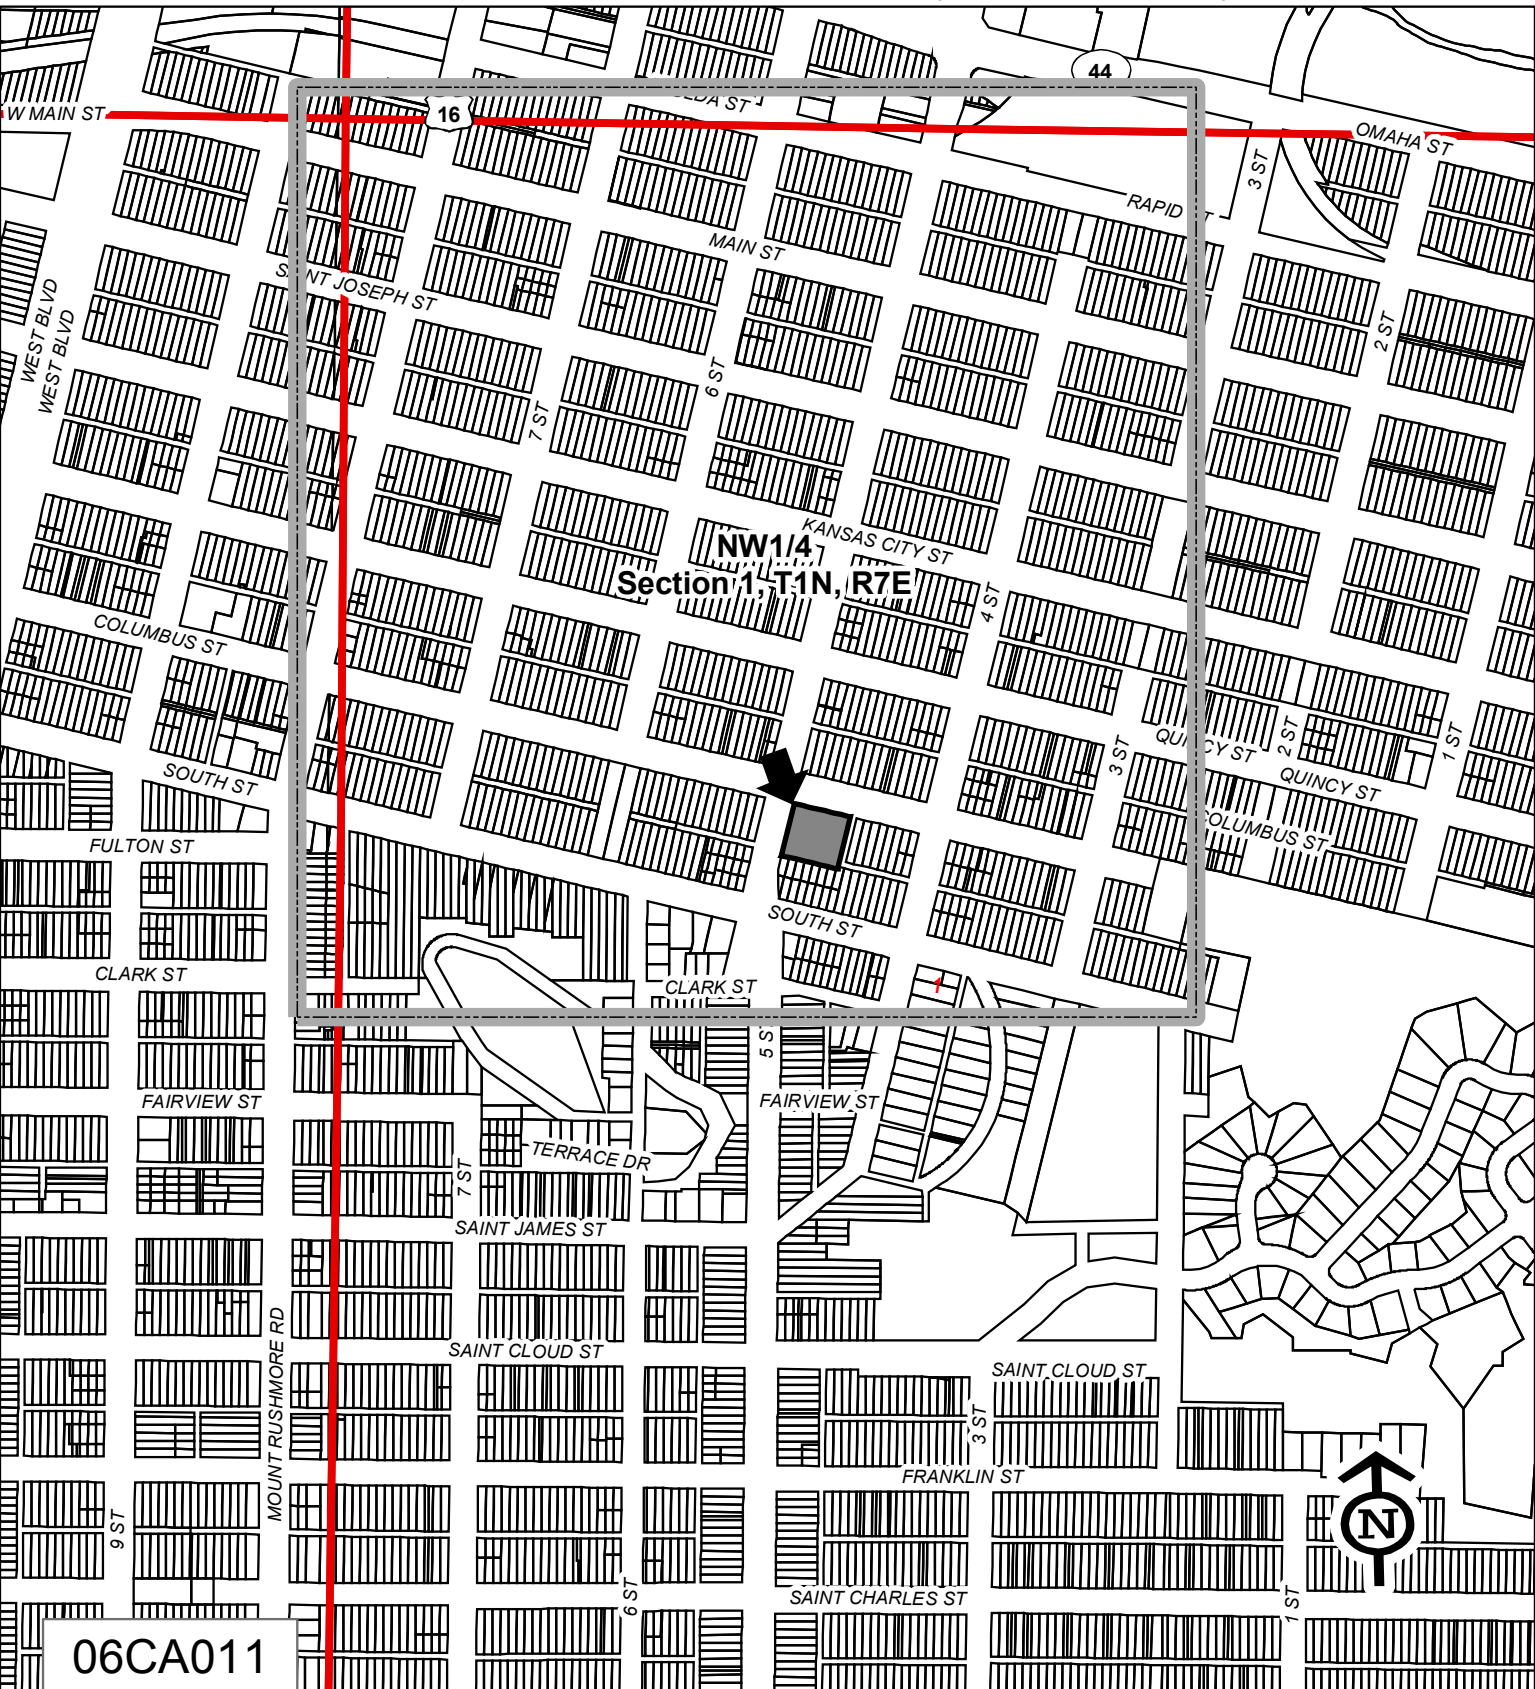 44
W MAIN ST
16
OMAHA ST
3 ST
RAPID
MAIN ST
SAINT JOSEPH ST
WEST BLVD
WEST BLVD
2 ST
6 ST
7 ST
KANSAS CITY ST
NW1/4
Section 1, T1N, R7E
4 ST
COLUMBUS ST
SOUTH ST
3 ST
QUINCY ST
2 ST
1 ST
QUINCY ST
COLUMBUS ST
FULTON ST
SOUTH ST
CLARK ST
CLARK ST
1
5 ST
FAIRVIEW ST
FAIRVIEW ST
TERRACE DR
7 ST
SAINT JAMES ST
MOUNT RUSHMORE RD
SAINT CLOUD ST
SAINT CLOUD ST
3 ST
FRANKLIN ST
N
9 ST
6 ST
SAINT CHARLES ST
1 ST
06CA011